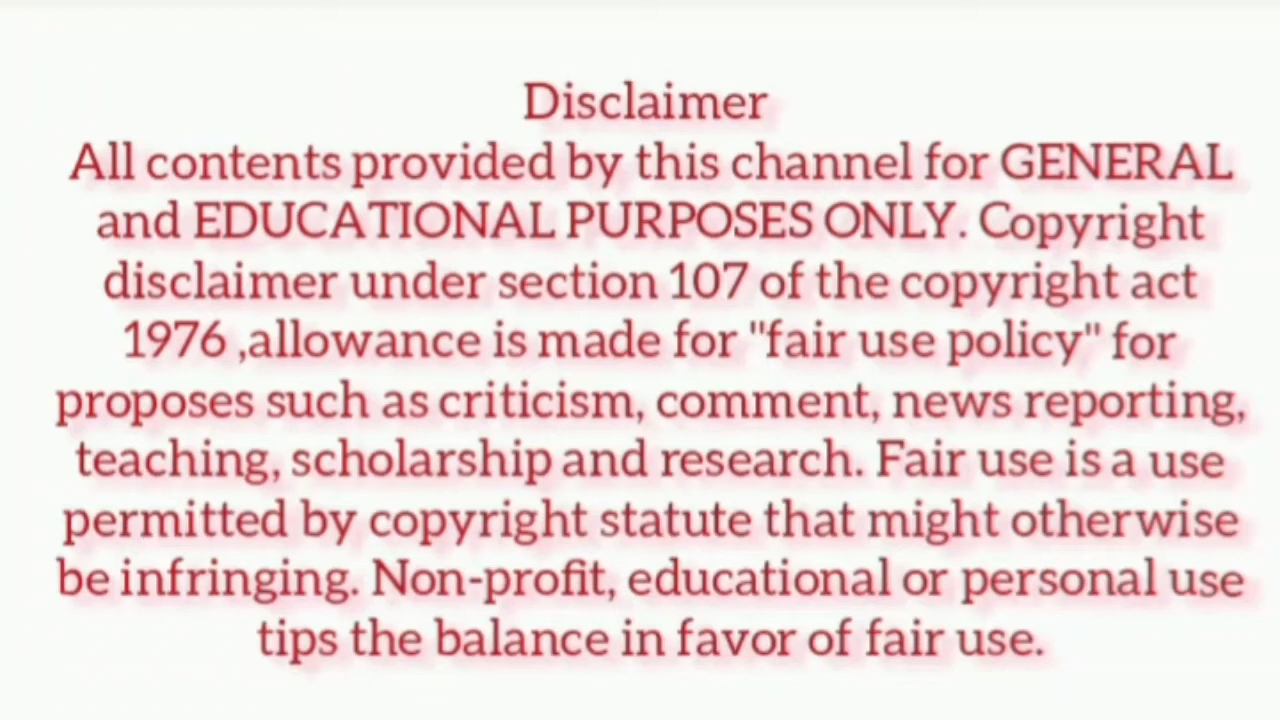 Disclaimer
All contents provided by this channel for GENERAL
and EDUCATIONAL PURPOSES ONLY. Copyright
disclaimer under section 107 of the copyright act
1976 ,allowance is made for "fair use policy" for
proposes such as criticism, comment, news reporting,
teaching, scholarship and research. Fair use is a use
permitted by copyright statute that might otherwise
be infringing. Non-profit, educational or personal use
tips the balance in favor of fair use.